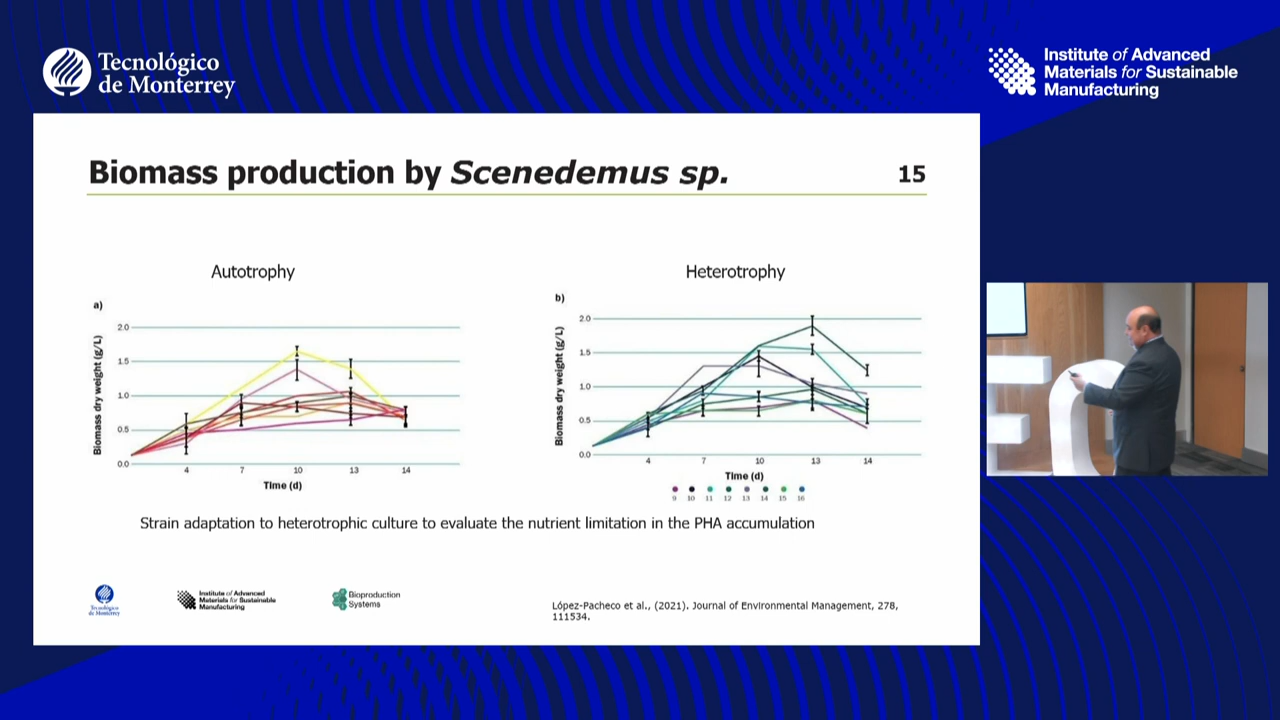 Tecnológico
de Monterrey
Institute of Advanced
Materials for Sustainable
Manufacturing
Biomass production by Scenedemus sp.
15
Autotrophy
Heterotrophy
a)
Biomass dry weight (g/L)
2.0
1.5
1.0
0.5
0.0
4 7 10 13 14
Time (d)
b)
Biomass dry weight (g/L)
2.0
1.5
1.0
0.5
0.0
4 7 10 13 14
Time (d)
9 10 11 12 13 14 15 16
Strain adaptation to heterotrophic culture to evaluate the nutrient limitation in the PHA accumulation
Tecnológico
de Monterrey
Institute of Advanced
Materials for Sustainable
Manufacturing
Bioproduction
Systems
López-Pacheco et al., (2021). Journal of Environmental Management, 278,
111534.